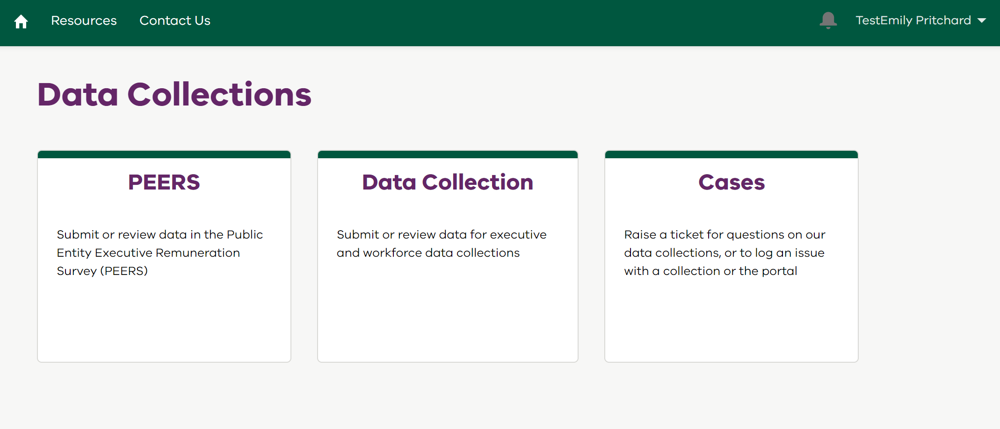 Resources
Contact Us
TestEmily Pritchard
Data Collections
PEERS
Submit or review data in the Public
Entity Executive Remuneration
Survey (PEERS)
Data Collection
Submit or review data for executive
and workforce data collections
Cases
Raise a ticket for questions on our
data collections, or to log an issue
with a collection or the portal